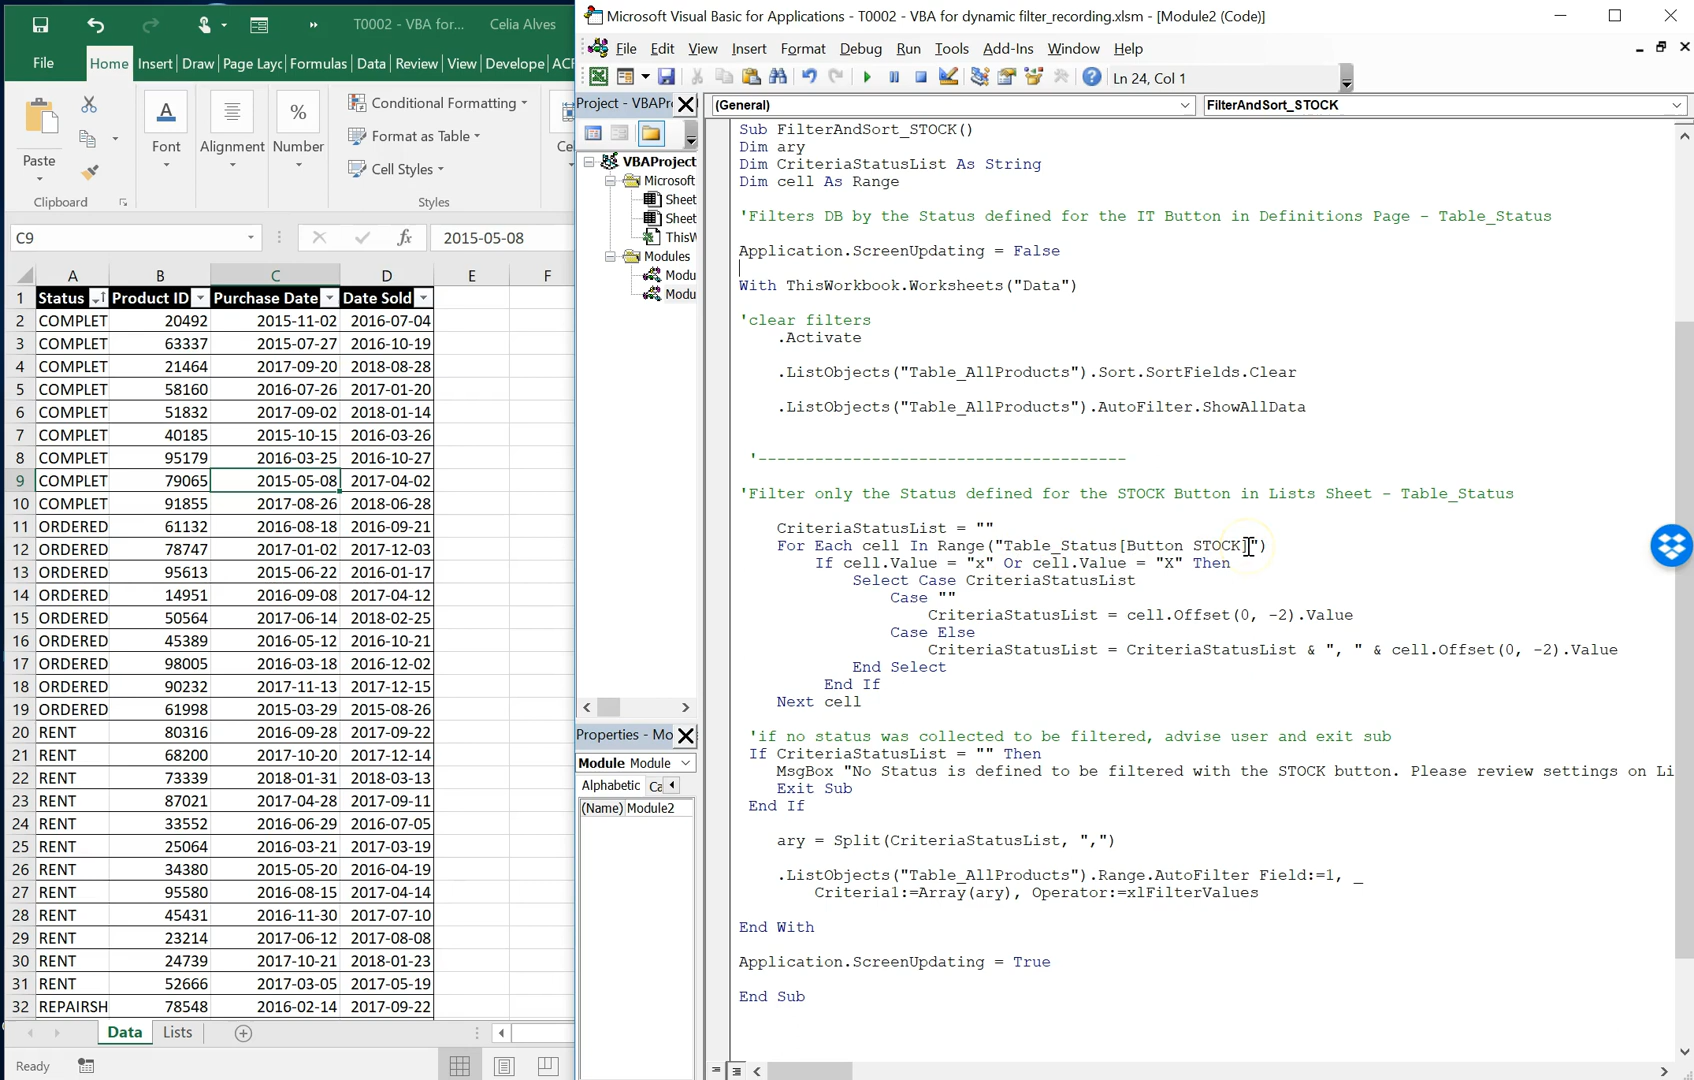 T0002 - VBA for...
Celia Alves
File
Home
Insert
Draw
Page Layc
Formulas
Data
Review
View
Develope
ACF
Paste
Clipboard
Font
Alignment
Number
Conditional Formatting
Format as Table
Cell Styles
Styles
Ce
C9
fx
2015-05-08
A B C D E F
1 Status Product ID Purchase Date Date Sold
2 COMPLET 20492 2015-11-02 2016-07-04
3 COMPLET 63337 2015-07-27 2016-10-19
4 COMPLET 21464 2017-09-20 2018-08-28
5 COMPLET 58160 2016-07-26 2017-01-20
6 COMPLET 51832 2017-09-02 2018-01-14
7 COMPLET 40185 2015-10-15 2016-03-26
8 COMPLET 95179 2016-03-25 2016-10-27
9 COMPLET 79065 2015-05-08 2017-04-02
10 COMPLET 91855 2017-08-26 2018-06-28
11 ORDERED 61132 2016-08-18 2016-09-21
12 ORDERED 78747 2017-01-02 2017-03-03
13 ORDERED 95613 2015-06-22 2016-01-17
14 ORDERED 14951 2016-09-08 2017-04-12
15 ORDERED 50564 2017-06-14 2018-02-25
16 ORDERED 45389 2016-05-12 2016-10-21
17 ORDERED 98005 2016-03-18 2016-12-02
18 ORDERED 90232 2017-11-13 2017-12-15
19 ORDERED 61998 2015-03-29 2015-08-26
20 RENT 80316 2016-09-28 2017-09-22
21 RENT 68200 2017-10-20 2017-12-14
22 RENT 73339 2018-01-31 2018-03-13
23 RENT 87021 2017-04-28 2017-09-11
24 RENT 33552 2016-06-29 2016-07-05
25 RENT 25064 2016-03-21 2017-03-19
26 RENT 34380 2015-05-20 2016-04-19
27 RENT 95580 2016-08-15 2017-04-14
28 RENT 45431 2016-11-30 2017-07-10
29 RENT 23214 2017-06-12 2017-08-08
30 RENT 24739 2017-10-21 2018-01-23
31 RENT 52666 2017-03-05 2017-05-19
32 REPAIRSH 78548 2016-02-14 2017-09-22
Data
Lists
Ready
Microsoft Visual Basic for Applications - T0002 - VBA for dynamic filter_recording.xlsm - [Module2 (Code)]
File Edit View Insert Format Debug Run Tools Add-Ins Window Help
Ln 24, Col 1
Project - VBAPr
VBAProject
Microsoft
Sheet
Sheet
ThisW
Modules
Modu
Modu
Properties - Mo
Module Module
Alphabetic Ca
(Name) Module2
(General)
FilterAndSort_STOCK
Sub FilterAndSort_STOCK()
Dim ary
Dim CriteriaStatusList As String
Dim cell As Range
'Filters DB by the Status defined for the IT Button in Definitions Page - Table_Status
Application.ScreenUpdating = False
With ThisWorkbook.Worksheets("Data")
'clear filters
.Activate
.ListObjects("Table_AllProducts").Sort.SortFields.Clear
.ListObjects("Table_AllProducts").AutoFilter.ShowAllData
'---------------------------------------
'Filter only the Status defined for the STOCK Button in Lists Sheet - Table_Status
CriteriaStatusList = ""
For Each cell In Range("Table_Status[Button STOCK]")
If cell.Value = "x" Or cell.Value = "X" Then
Select Case CriteriaStatusList
Case ""
CriteriaStatusList = cell.Offset(0, -2).Value
Case Else
CriteriaStatusList = CriteriaStatusList & ", " & cell.Offset(0, -2).Value
End Select
End If
Next cell
'if no status was collected to be filtered, advise user and exit sub
If CriteriaStatusList = "" Then
MsgBox "No Status is defined to be filtered with the STOCK button. Please review settings on Li
Exit Sub
End If
ary = Split(CriteriaStatusList, ",")
.ListObjects("Table_AllProducts").Range.AutoFilter Field:=1, _
Criteria1:=Array(ary), Operator:=xlFilterValues
End With
Application.ScreenUpdating = True
End Sub